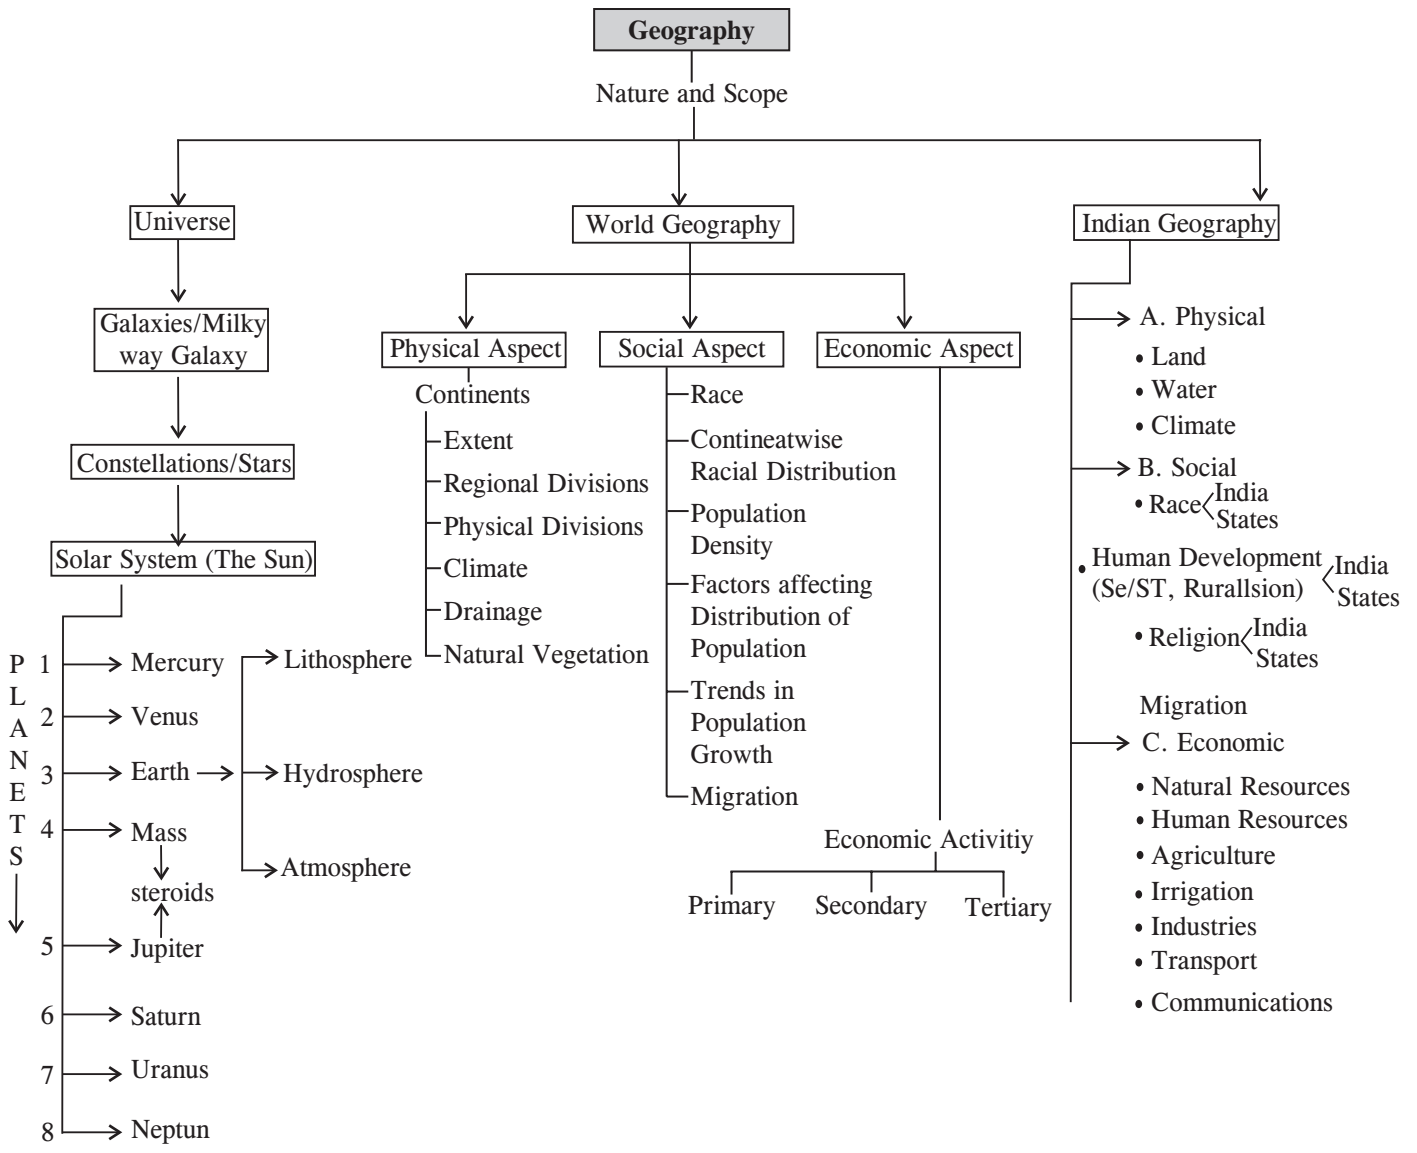 Geography
Nature and Scope
Universe
Galaxies/Milky
way Galaxy
Constellations/Stars
Solar System (The Sun)
PLANETS
1 Mercury
2 Venus
3 Earth
4 Mass
steroids
5 Jupiter
6 Saturn
7 Uranus
8 Neptun
Lithosphere
Hydrosphere
Atmosphere
World Geography
Physical Aspect
Continents
Extent
Regional Divisions
Physical Divisions
Climate
Drainage
Natural Vegetation
Social Aspect
Race
Contineatwise
Racial Distribution
Population
Density
Factors affecting
Distribution of
Population
Trends in
Population
Growth
Migration
Economic Aspect
Economic Activitiy
Primary
Secondary
Tertiary
Indian Geography
A. Physical
• Land
• Water
• Climate
B. Social
• Race India
States
• Human Development India
(Se/ST, Rurallsion) States
• Religion India
States
Migration
C. Economic
• Natural Resources
• Human Resources
• Agriculture
• Irrigation
• Industries
• Transport
• Communications